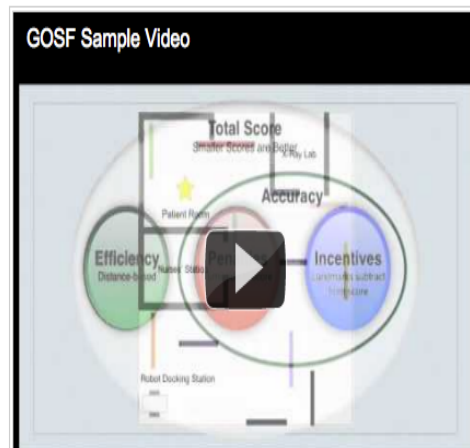 GOSF Sample Video
Total Score
Smaller Scores are Better
X-Ray Lab
Accuracy
Patient Room
Efficiency
Distance-based
Nurses' Statio
Incentives
Landmarks subtract
from score
Robot Docking Station